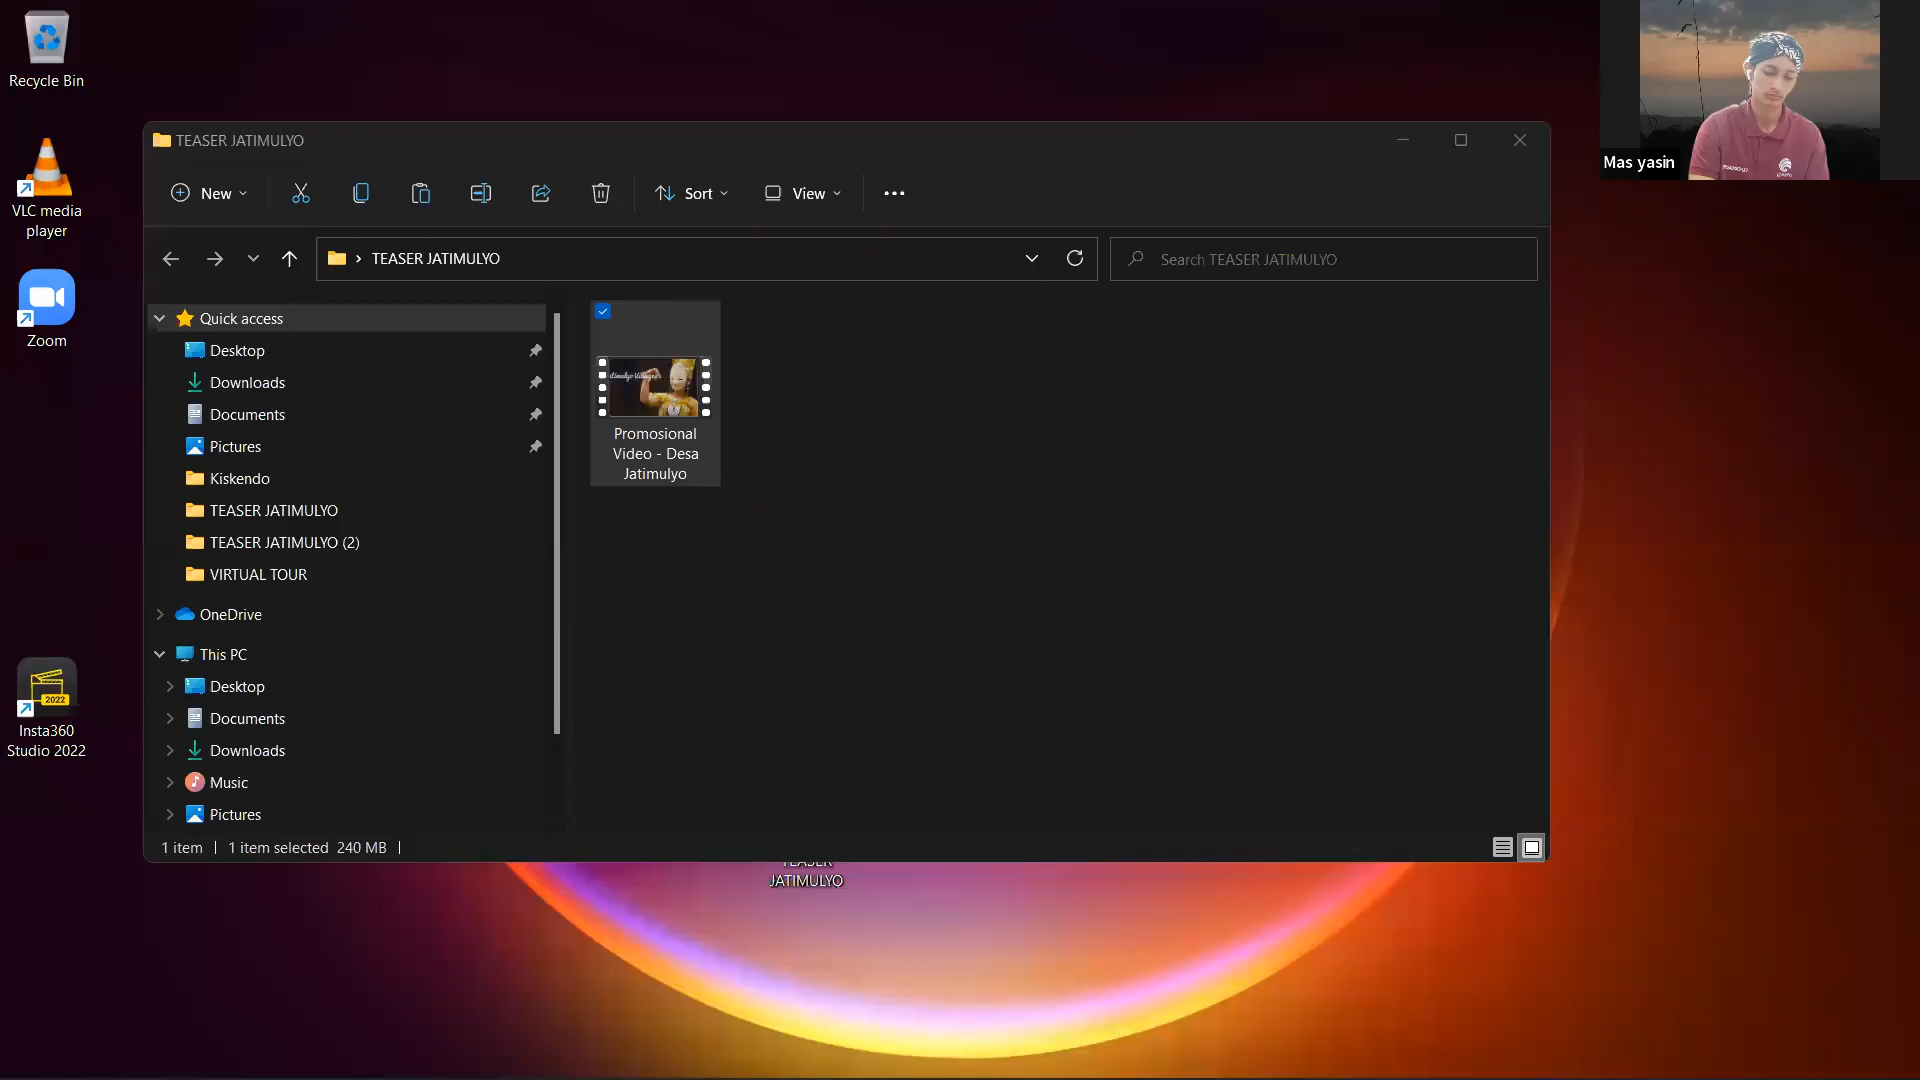 Recycle Bin
VLC media
player
Zoom
Insta360
Studio 2022
2022
TEASER JATIMULYO
New
Sort
View
TEASER JATIMULYO
Search TEASER JATIMULYO
Quick access
Desktop
Downloads
Documents
Pictures
Kiskendo
TEASER JATIMULYO
TEASER JATIMULYO (2)
VIRTUAL TOUR
OneDrive
This PC
Desktop
Documents
Downloads
Music
Pictures
Promosional
Video - Desa
Jatimulyo
1 item
1 item selected 240 MB
TEASER
JATIMULYO
Mas yasin